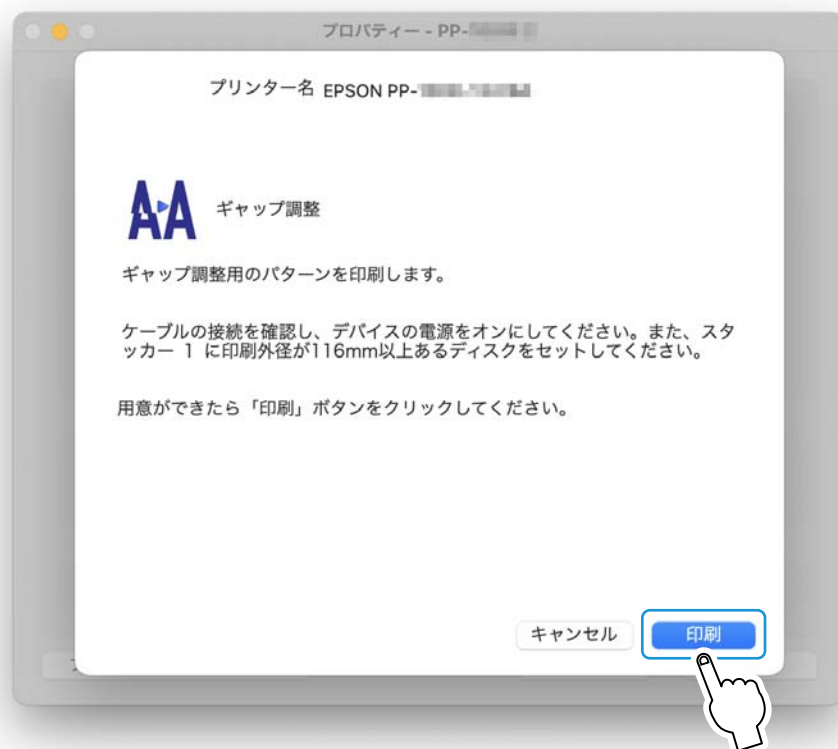 プロパティー - PP-
プリンター名 EPSON PP-
ギャップ調整
ギャップ調整用のパターンを印刷します。
ケーブルの接続を確認し、デバイスの電源をオンにしてください。また、スタ
ッカー 1 に印刷外径が116mm以上あるディスクをセットしてください。
用意ができたら「印刷」ボタンをクリックしてください。
キャンセル
印刷